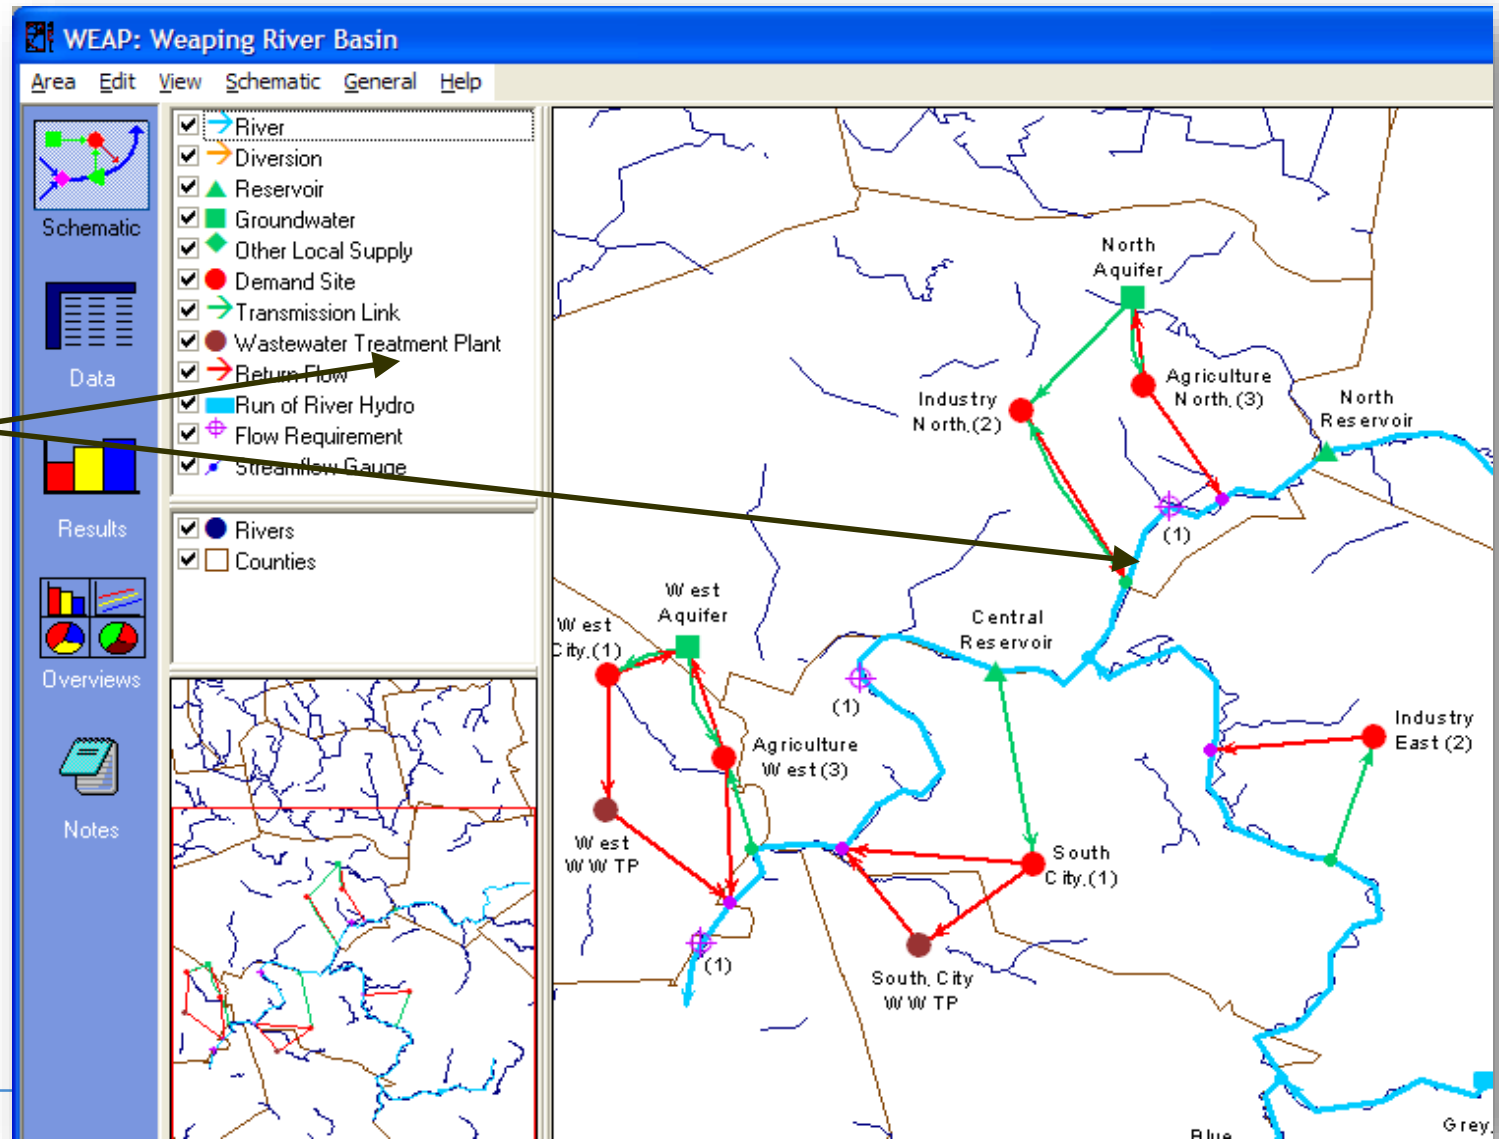 WEAP: Weaping River Basin
Area Edit View Schematic General Help
Schematic
Data
Results
Overviews
Notes
River
Diversion
Reservoir
Groundwater
Other Local Supply
Demand Site
Transmission Link
Wastewater Treatment Plant
Return Flow
Run of River Hydro
Flow Requirement
Streamflow Gauge
Rivers
Counties
North
Aquifer
Agriculture
North (3)
North
Reservoir
Industry
North (2)
(1)
West
Aquifer
West
City (1)
Central
Reservoir
(1)
Industry
East (2)
Agriculture
West (3)
West
WWTP
South
City (1)
South City
WWTP
(1)
Blue
Grey